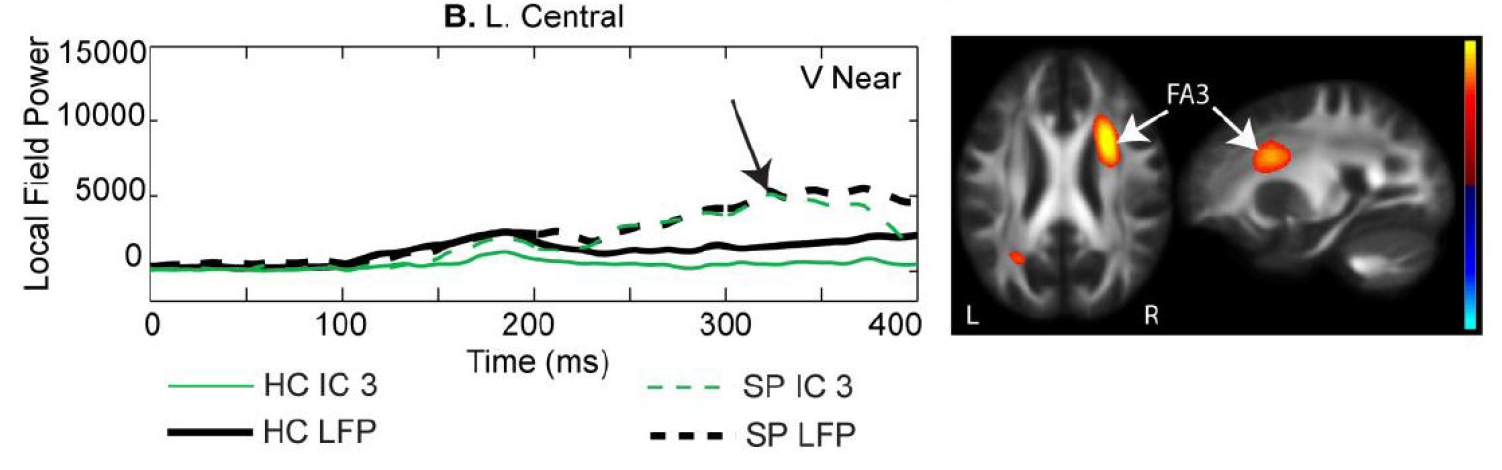 B. L. Central
Local Field Power
15000
10000
5000
0
V Near
0 100 200 300 400
Time (ms)
HC IC 3
SP IC 3
HC LFP
SP LFP
FA3
L R